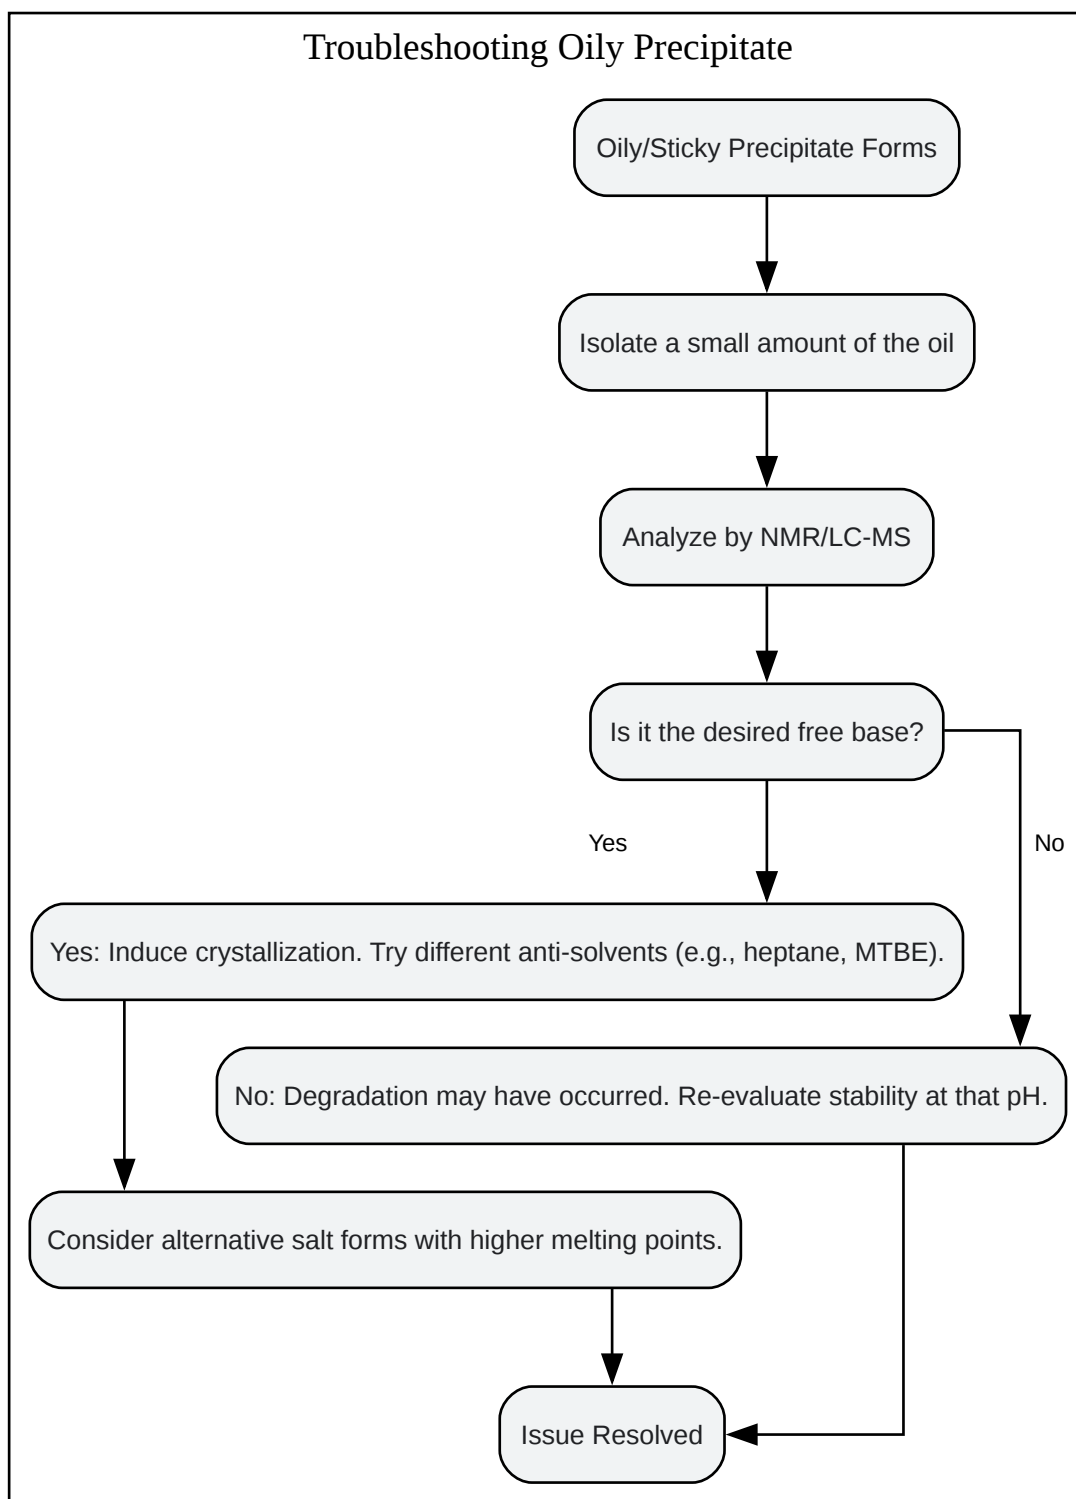 Troubleshooting Oily Precipitate
Oily/Sticky Precipitate Forms
Isolate a small amount of the oil
Analyze by NMR/LC-MS
Is it the desired free base?
Yes
No
Yes: Induce crystallization. Try different anti-solvents (e.g., heptane, MTBE).
No: Degradation may have occurred. Re-evaluate stability at that pH.
Consider alternative salt forms with higher melting points.
Issue Resolved